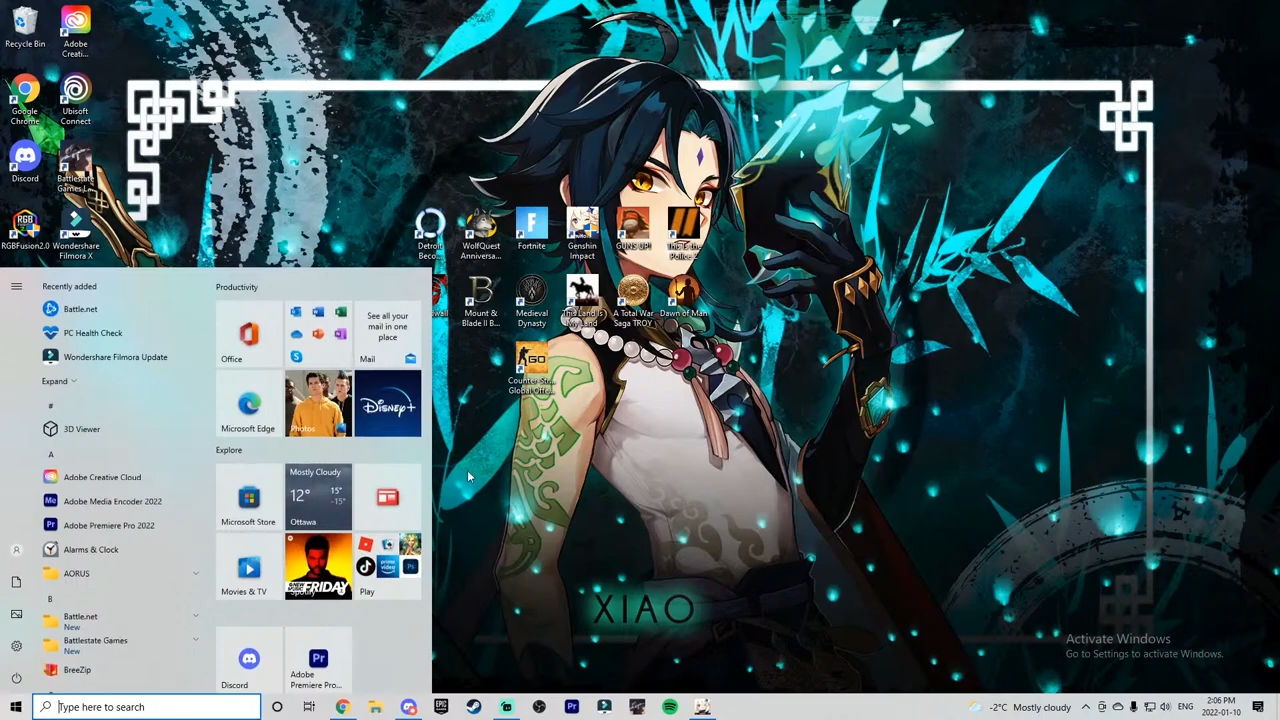 Recycle Bin
Adobe
Creati...
Google
Chrome
Ubisoft
Connect
Discord
Battlestate
Games L...
RGBFusion2.0
Wondershare
Filmora X
Detroit
Beco...
WolfQuest
Anniversa...
Fortnite
Genshin
Impact
GUNS UP!
This Is the
Police 2
Mount &
Blade II B...
Medieval
Dynasty
This Land Is
My Land
A Total War
Saga TROY
Dawn of Man
GO
Counter-Str...
Global Offe...
XIAO
Activate Windows
Go to Settings to activate Windows.
Recently added
Battle.net
PC Health Check
Wondershare Filmora Update
Expand
#
3D Viewer
A
Adobe Creative Cloud
Adobe Media Encoder 2022
Adobe Premiere Pro 2022
Alarms & Clock
AORUS
B
Battle.net
New
Battlestate Games
New
BreeZip
Productivity
Office
See all your
mail in one
place
Mail
Microsoft Edge
Photos
Disney+
Explore
Microsoft Store
Mostly Cloudy
12° 15°
-15°
Ottawa
Movies & TV
FRIDAY
Spotify
Play
Discord
Adobe
Premiere Pro...
Type here to search
-2°C Mostly cloudy
ENG
2:06 PM
2022-01-10